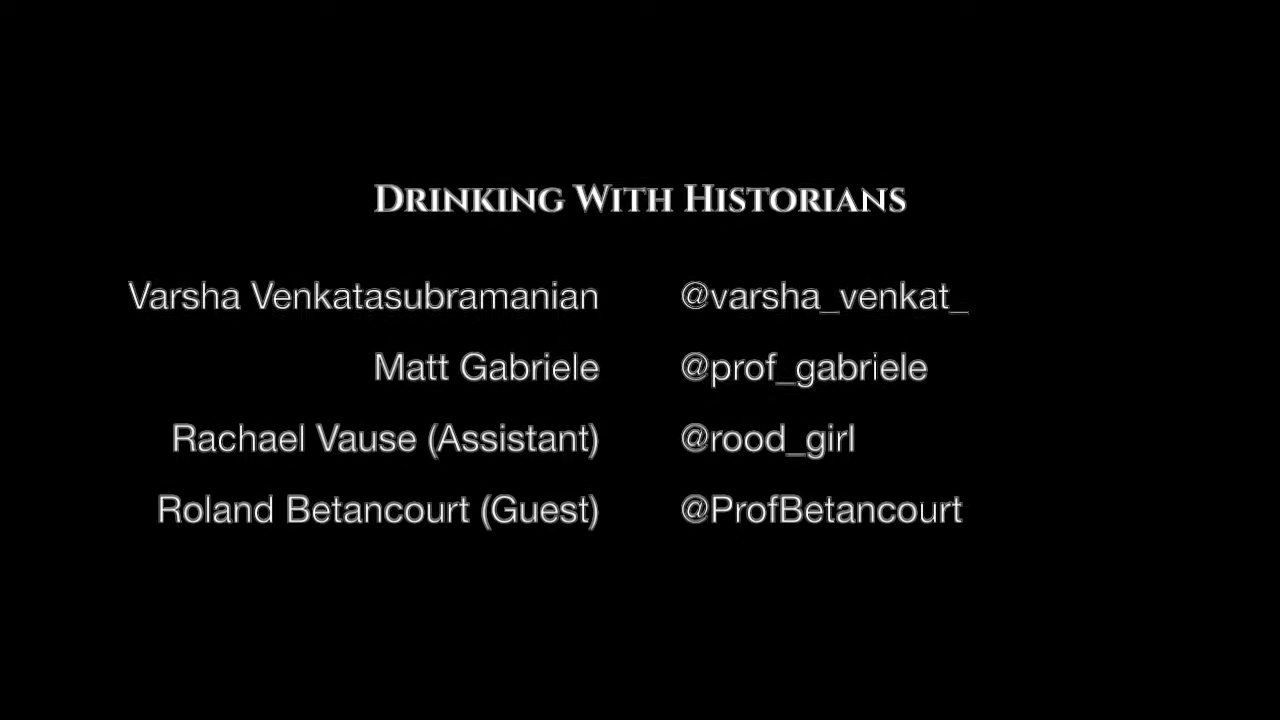 Drinking With Historians
Varsha Venkatasubramanian @varsha_venkat_
Matt Gabriele @prof_gabriele
Rachael Vause (Assistant) @rood_girl
Roland Betancourt (Guest) @ProfBetancourt